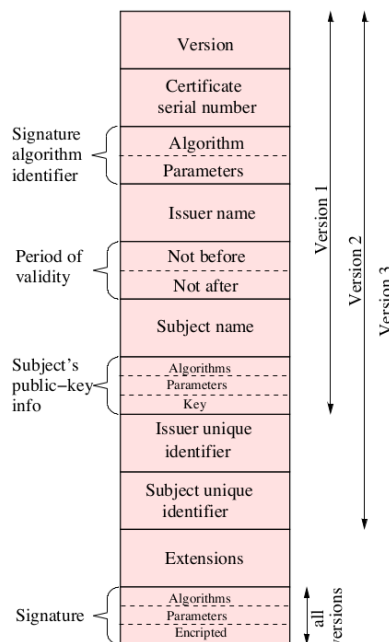 Version
Certificate
serial number
Signature
algorithm
identifier
Algorithm
Parameters
Issuer name
Period of
validity
Not before
Not after
Subject name
Subject's
public-key
info
Algorithms
Parameters
Key
Issuer unique
identifier
Subject unique
identifier
Extensions
Signature
Algorithms
Parameters
Encripted
Version 1
Version 2
Version 3
all
versions